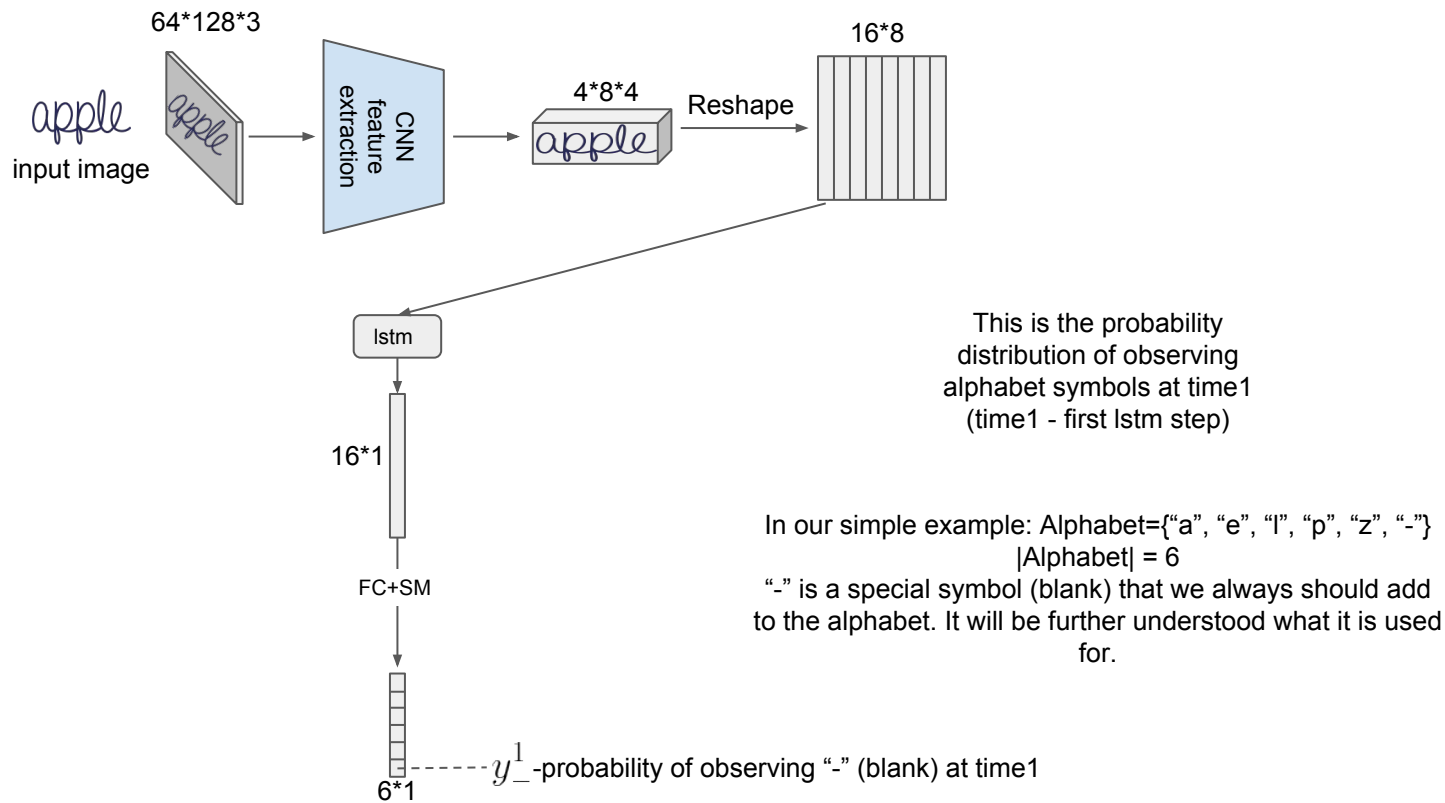 64*128*3
16*8
apple
input image
apple
CNN
feature
extraction
4*8*4
apple
Reshape
lstm
This is the probability
distribution of observing
alphabet symbols at time1
(time1 - first lstm step)
16*1
In our simple example: Alphabet={“a”, “e”, “l”, “p”, “z”, “-”}
|Alphabet| = 6
“-” is a special symbol (blank) that we always should add
to the alphabet. It will be further understood what it is used
for.
FC+SM
y_-^1-probability of observing “-” (blank) at time1
6*1